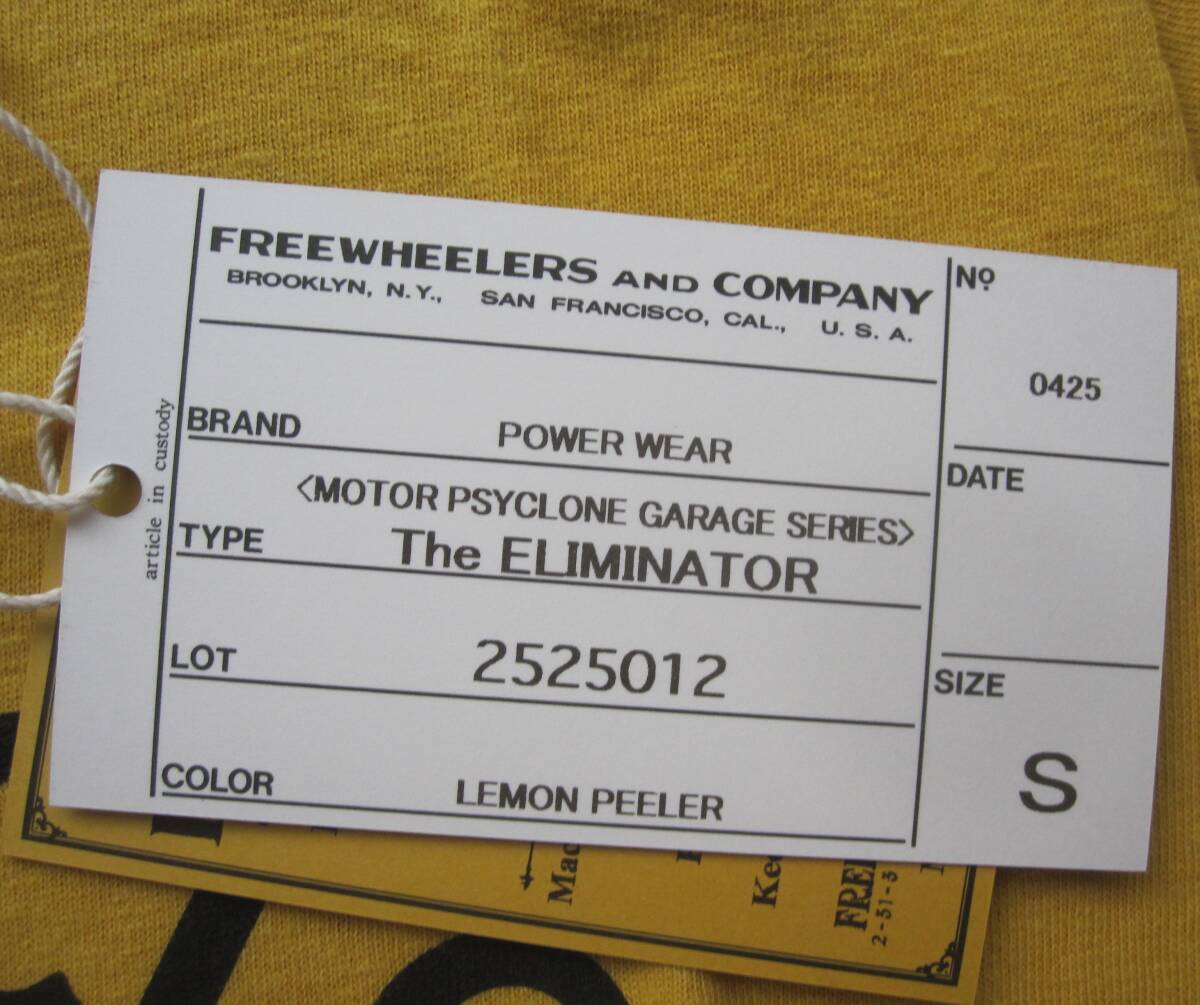 FREEWHEELERS AND COMPANY
BROOKLYN, N.Y., SAN FRANCISCO, CAL., U. S. A.
Nº
0425
BRAND POWER WEAR
DATE
<MOTOR PSYCLONE GARAGE SERIES>
TYPE The ELIMINATOR
LOT 2525012
SIZE
S
COLOR LEMON PEELER
article in custody